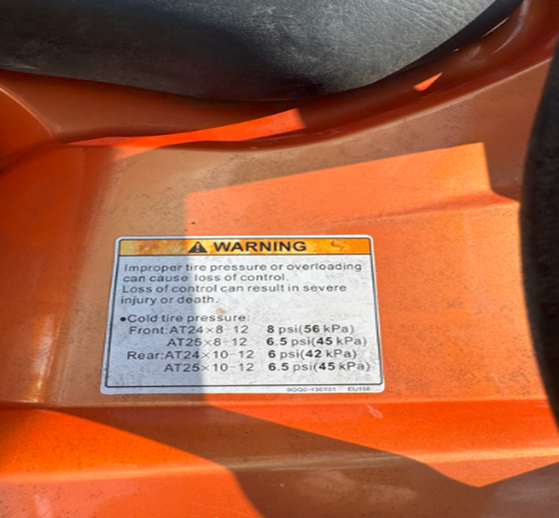 WARNING
Improper tire pressure or overloading
can cause loss of control.
Loss of control can result in severe
injury or death.
•Cold tire pressure:
Front:AT24×8-12 8 psi(56 kPa)
AT25×8-12 6.5 psi(45 kPa)
Rear:AT24×10-12 6 psi(42 kPa)
AT25×10-12 6.5 psi(45 kPa)